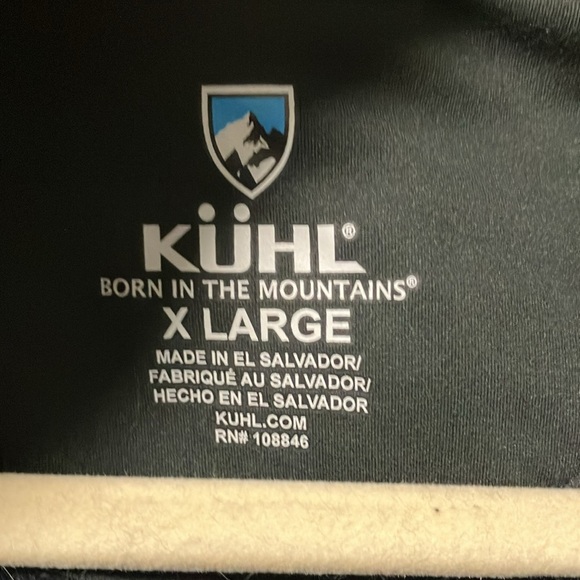 KÜHL®
BORN IN THE MOUNTAINS®
X LARGE
MADE IN EL SALVADOR/
FABRIQUÉ AU SALVADOR/
HECHO EN EL SALVADOR
KUHL.COM
RN# 108846